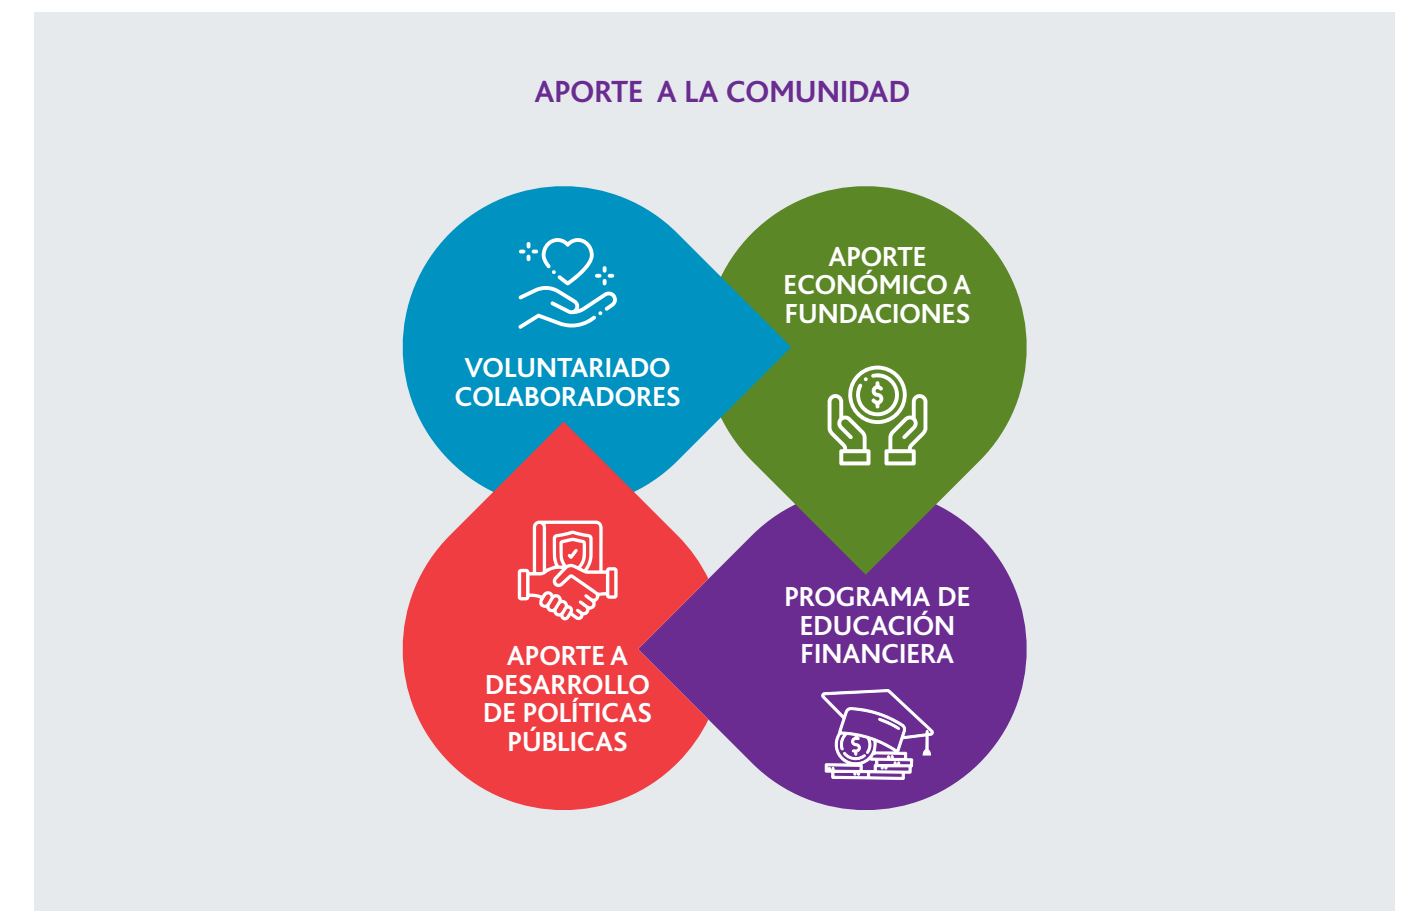 APORTE A LA COMUNIDAD
VOLUNTARIADO
COLABORADORES
APORTE
ECONÓMICO A
FUNDACIONES
$
APORTE A
DESARROLLO
DE POLÍTICAS
PÚBLICAS
PROGRAMA DE
EDUCACIÓN
FINANCIERA
$